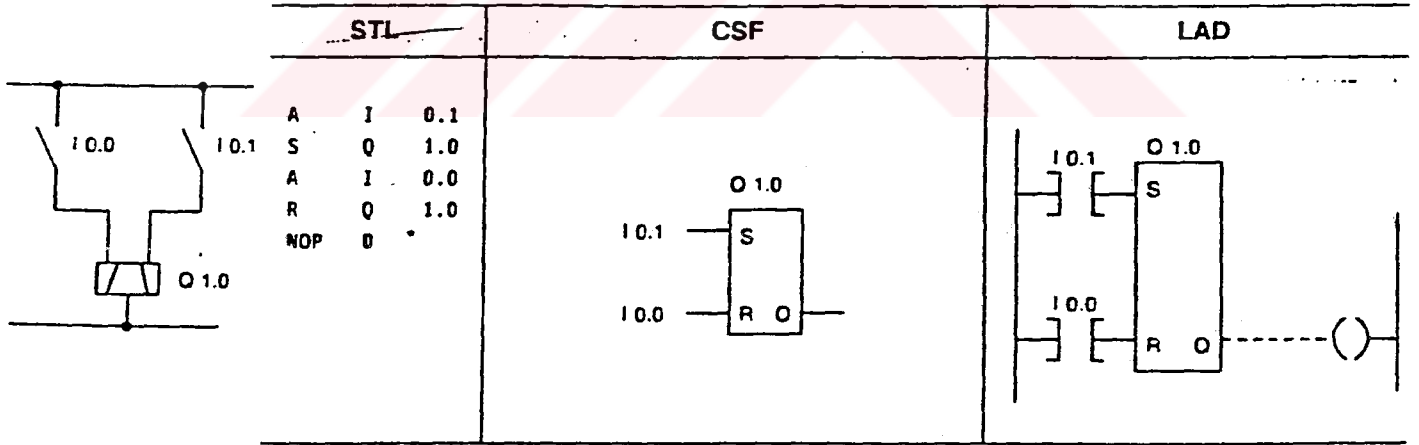 STL CSF LAD
I 0.0 I 0.1
Q 1.0
A I 0.1
S Q 1.0
A I 0.0
R Q 1.0
NOP 0 *
Q 1.0
I 0.1 S
I 0.0 R Q
I 0.1 Q 1.0
S
I 0.0
R Q